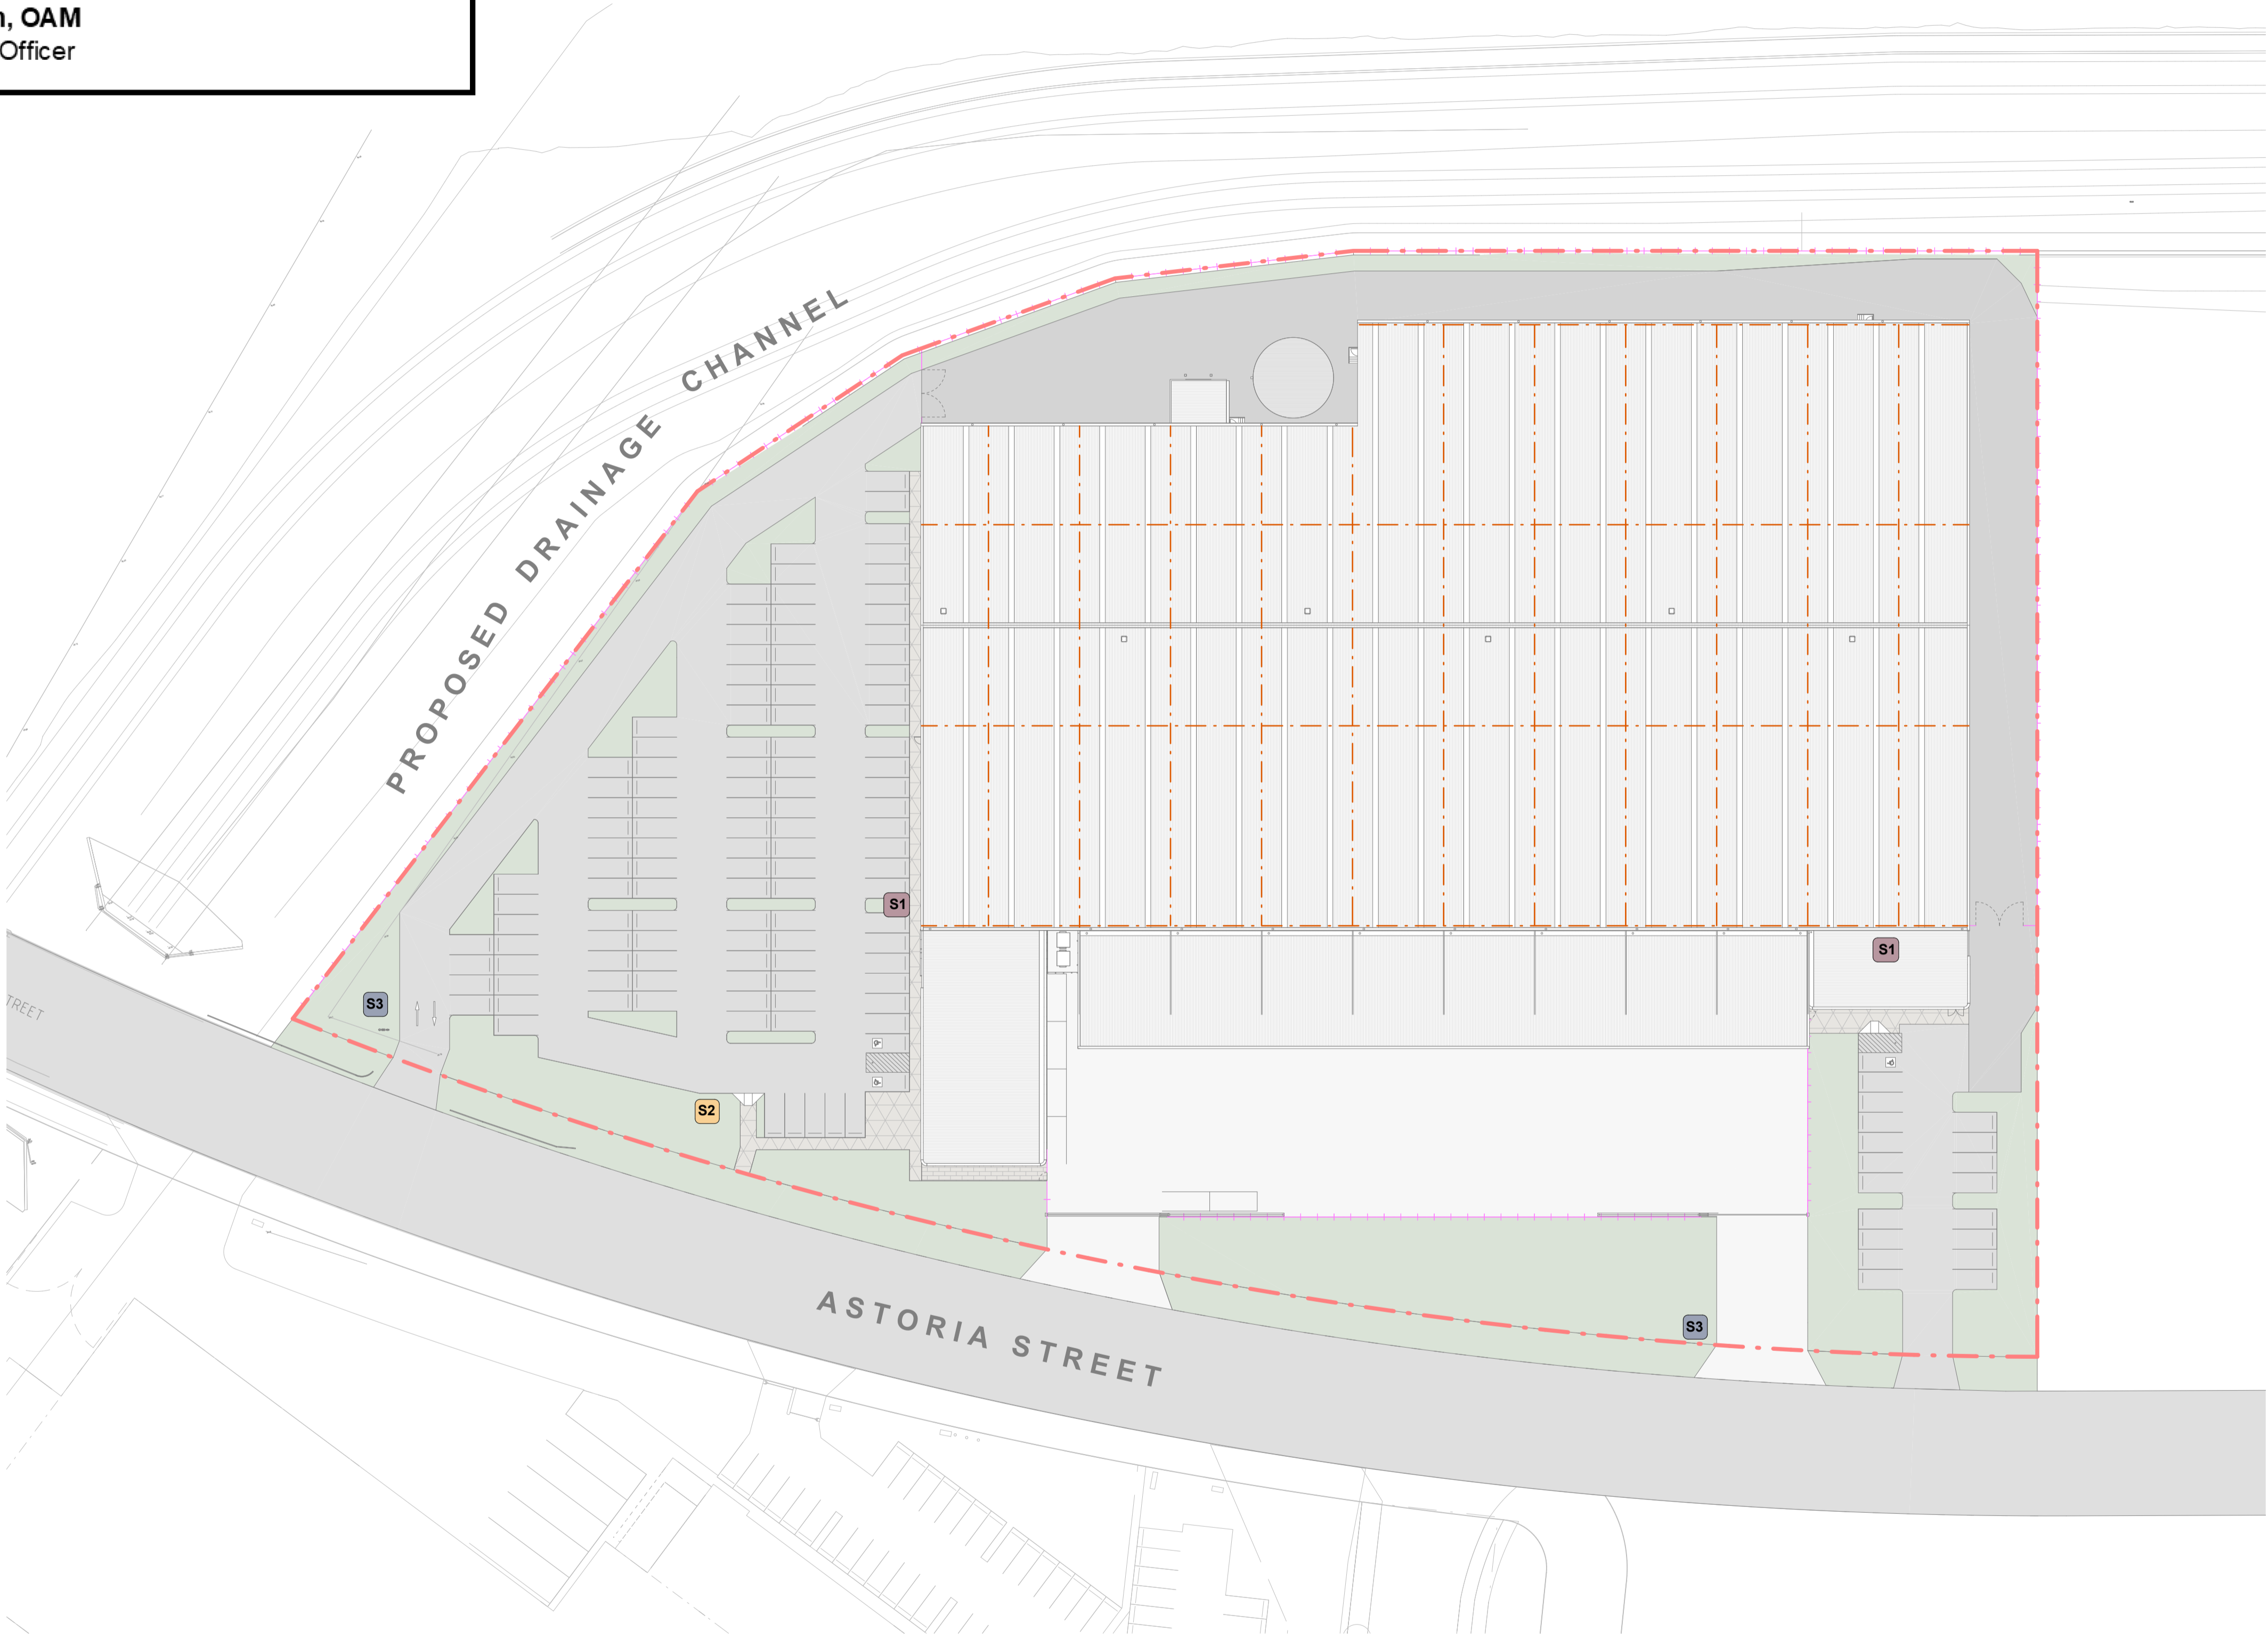 , OAM
Officer
PROPOSED DRAINAGE CHANNEL
S1
S1
S3
TREET
S2
S3
ASTORIA STREET